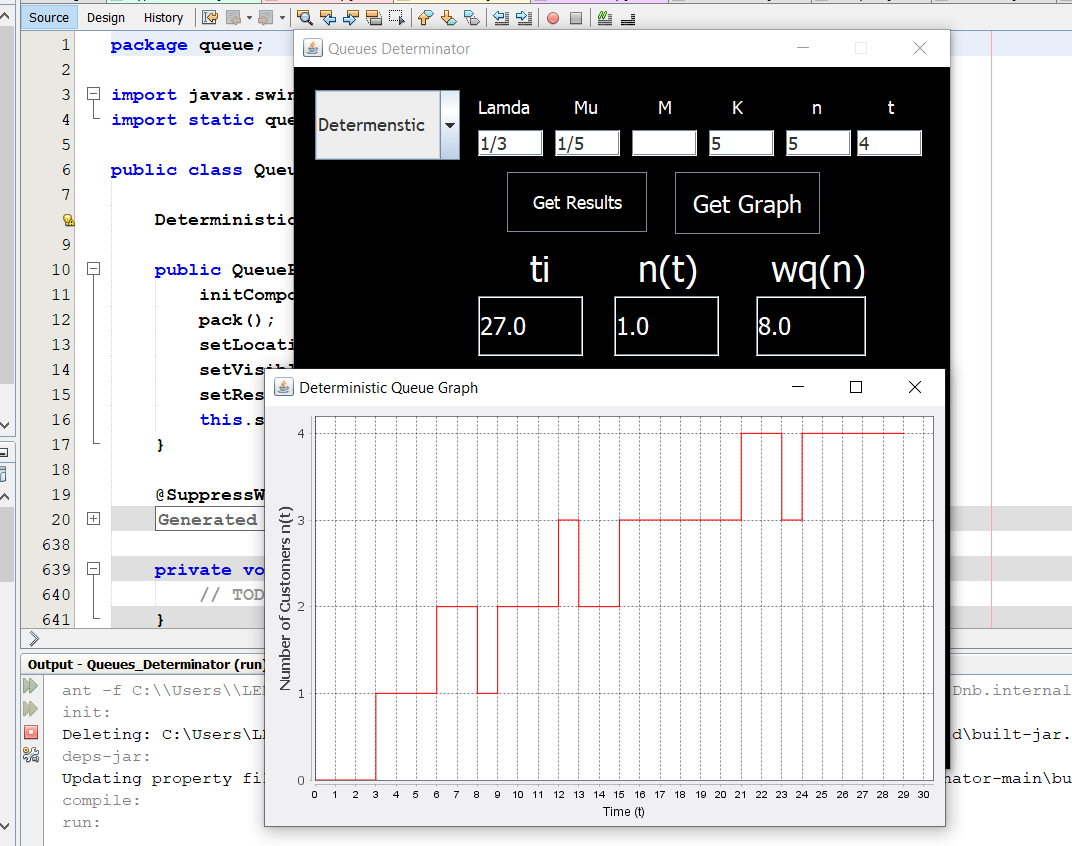 Source Design History
1 package queue;
2
3 import javax.swin
4 import static que
5
6 public class Queu
7
Deterministic
9
10 public QueueF
11 initCompo
12 pack();
13 setLocati
14 setVisibl
15 setRes
16 this.s
17 }
18
19 @SuppressW
20 Generated
638
639 private vo
640 // TOD
641 }
Queues Determinator
Determenstic
Lamda Mu M K n t
1/3 1/5 5 5 4
Get Results Get Graph
ti n(t) wq(n)
27.0 1.0 8.0
Deterministic Queue Graph
Number of Customers n(t)
4
3
2
1
0
0 1 2 3 4 5 6 7 8 9 10 11 12 13 14 15 16 17 18 19 20 21 22 23 24 25 26 27 28 29 30
Time (t)
Output - Queues_Determinator (run)
ant -f C:\\Users\\LE Dnb.internal
init:
Deleting: C:\Users\L d\built-jar.
deps-jar:
Updating property fil nator-main\bu
compile:
run: